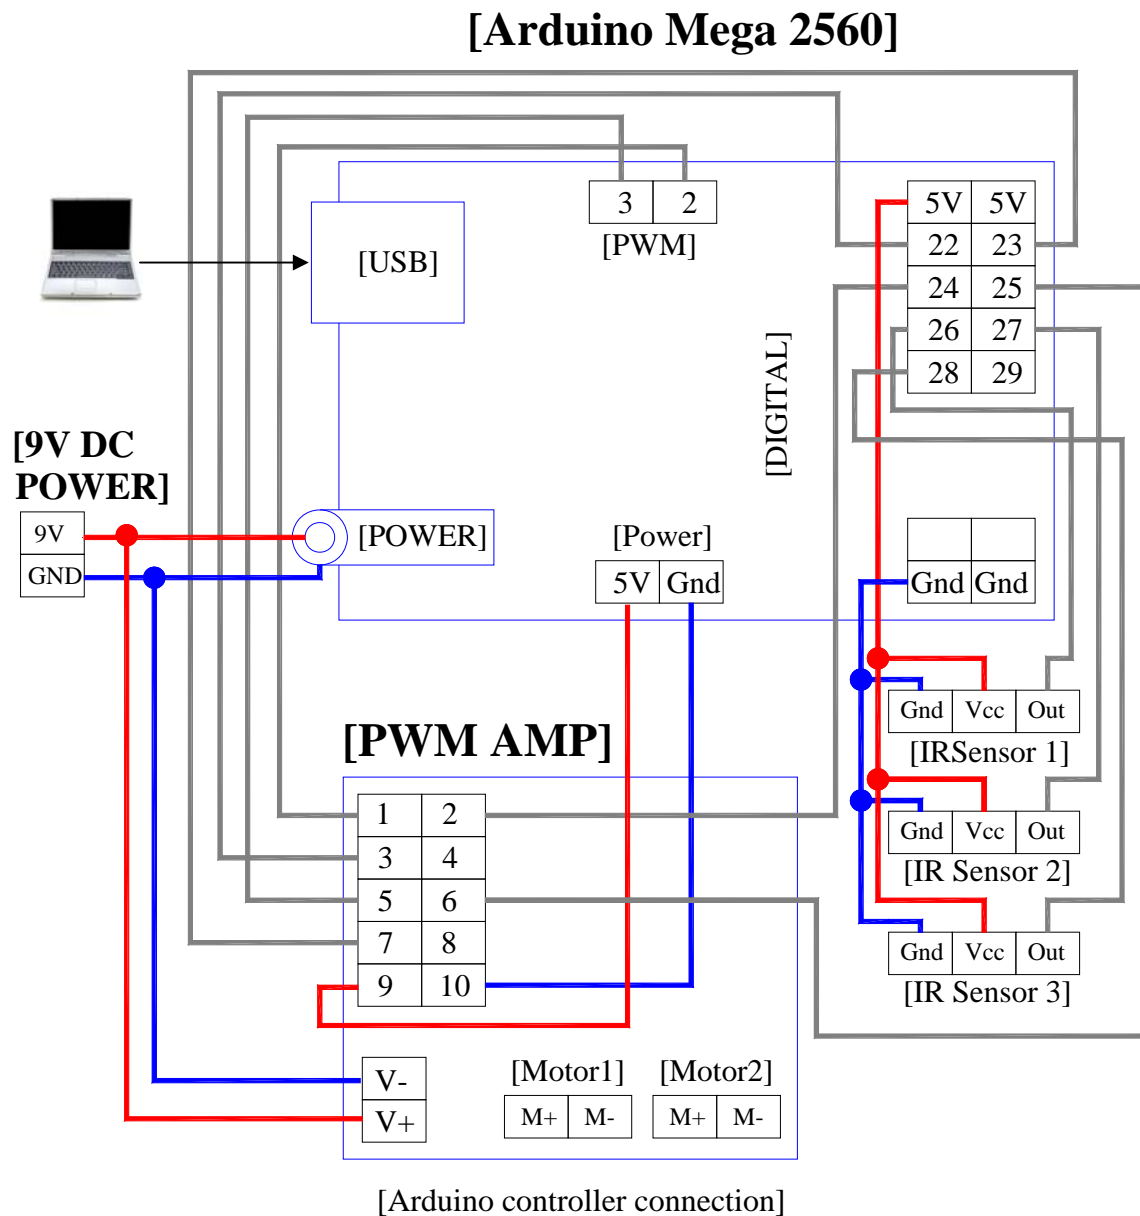 [Arduino Mega 2560]
3 2
[PWM]
[USB]
5V 5V
22 23
24 25
26 27
28 29
[DIGITAL]
[9V DC
POWER]
9V
GND
[POWER]
[Power]
5V Gnd
Gnd Gnd
Gnd Vcc Out
[IRSensor 1]
Gnd Vcc Out
[IR Sensor 2]
Gnd Vcc Out
[IR Sensor 3]
[PWM AMP]
1 2
3 4
5 6
7 8
9 10
V-
V+
[Motor1] [Motor2]
M+ M- M+ M-
[Arduino controller connection]